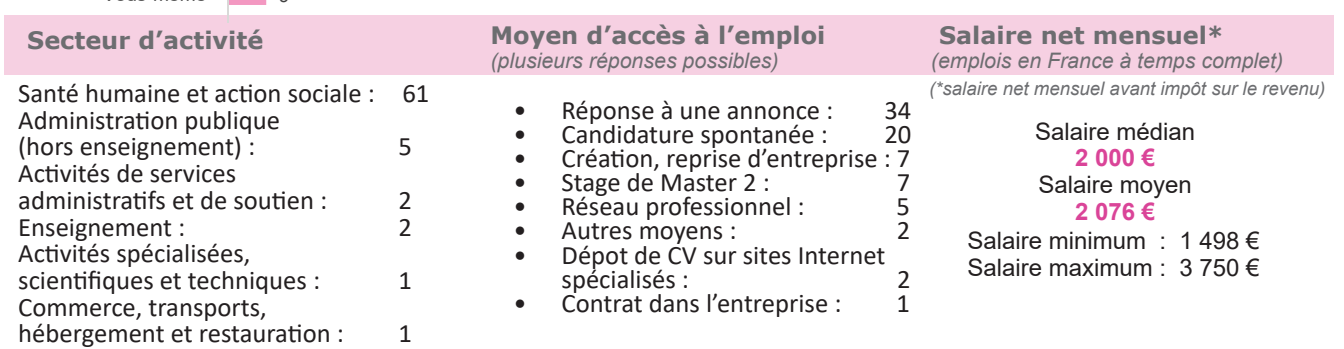 Secteur d'activité
Santé humaine et action sociale : 61
Administration publique
(hors enseignement) : 5
Activités de services
administratifs et de soutien : 2
Enseignement : 2
Activités spécialisées,
scientifiques et techniques : 1
Commerce, transports,
hébergement et restauration : 1
Moyen d'accès à l'emploi
(plusieurs réponses possibles)
• Réponse à une annonce : 34
• Candidature spontanée : 20
• Création, reprise d'entreprise : 7
• Stage de Master 2 : 7
• Réseau professionnel : 5
• Autres moyens : 2
• Dépot de CV sur sites Internet
spécialisés : 2
• Contrat dans l'entreprise : 1
Salaire net mensuel*
(emplois en France à temps complet)
(*salaire net mensuel avant impôt sur le revenu)
Salaire médian
2 000 €
Salaire moyen
2 076 €
Salaire minimum : 1 498 €
Salaire maximum : 3 750 €